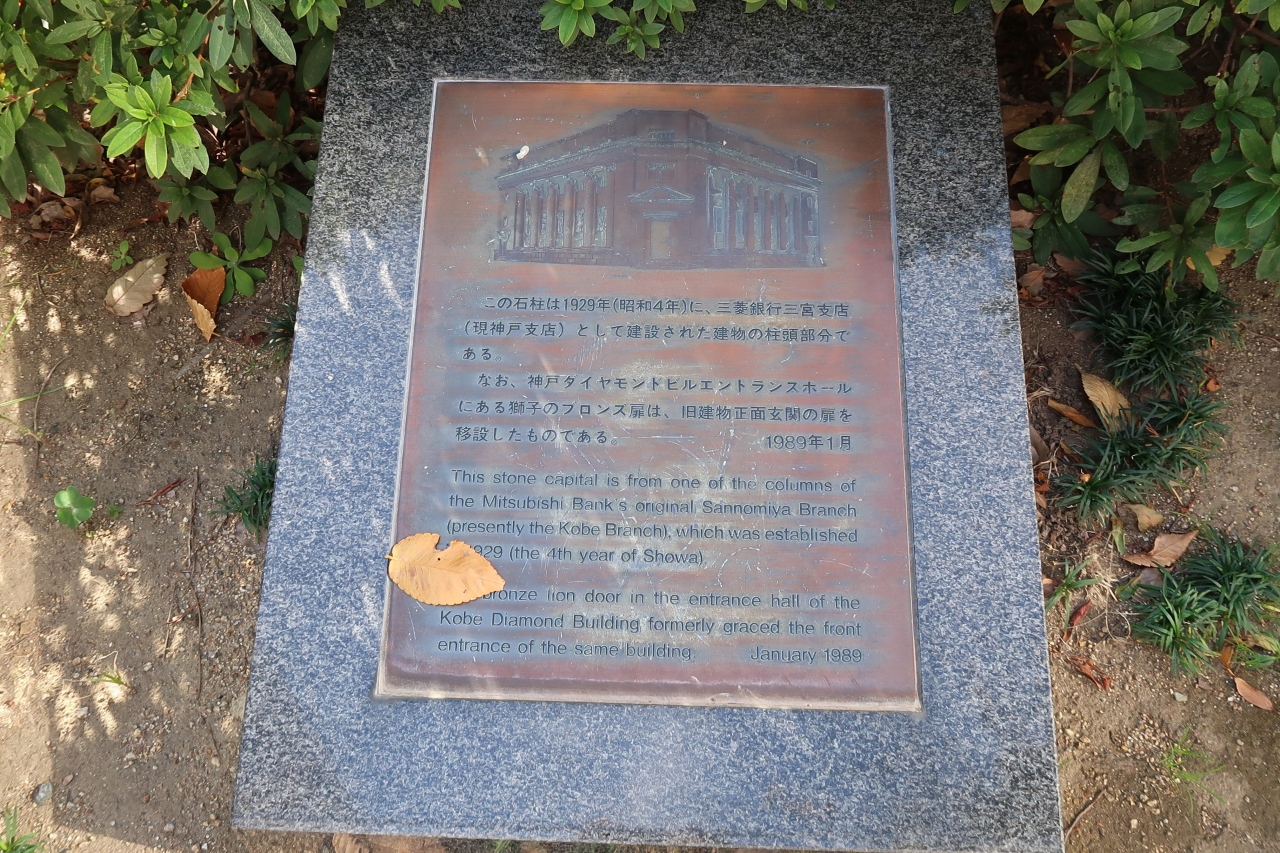 この石柱は1929年(昭和4年)に、三菱銀行三宮支店
(現神戸支店)として建設された建物の柱頭部分で
ある。
なお、神戸ダイヤモンドビルエントランスホール
にある獅子のブロンズ扉は、旧建物正面玄関の扉を
移設したものである。 1989年1月
This stone capital is from one of the columns of
the Mitsubishi Bank's original Sannomiya Branch
(presently the Kobe Branch), which was established
929 (the 4th year of Showa).
bronze lion door in the entrance hall of the
Kobe Diamond Building formerly graced the front
entrance of the same building. January 1989